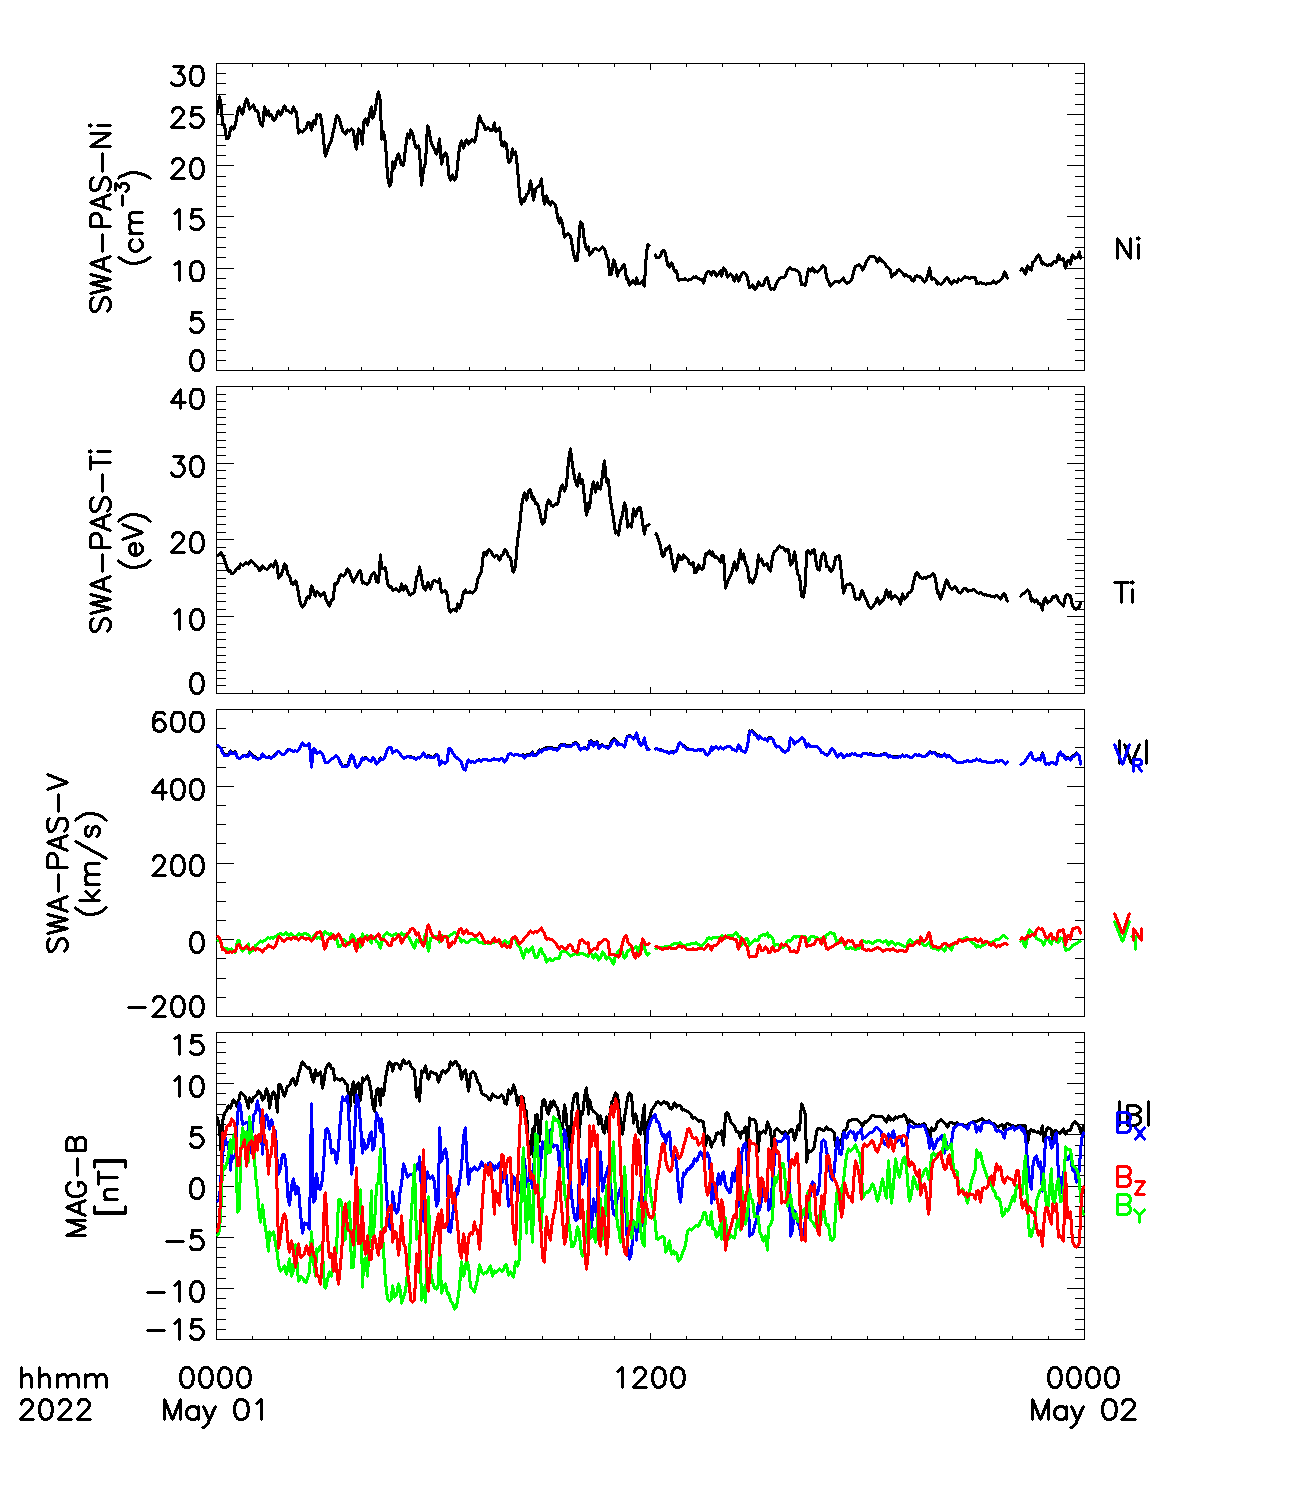 30
25
20
15
10
5
0
SWA-PAS-Ni
(cm⁻³)
Ni
40
30
20
10
0
SWA-PAS-Ti
(eV)
Ti
600
400
200
0
-200
SWA-PAS-V
(km/s)
|V|
V_R
V_N
15
10
5
0
-5
-10
-15
MAG-B
[nT]
|B|
B_X
B_Z
B_Y
hhmm 0000 1200 0000
2022 May 01 May 02